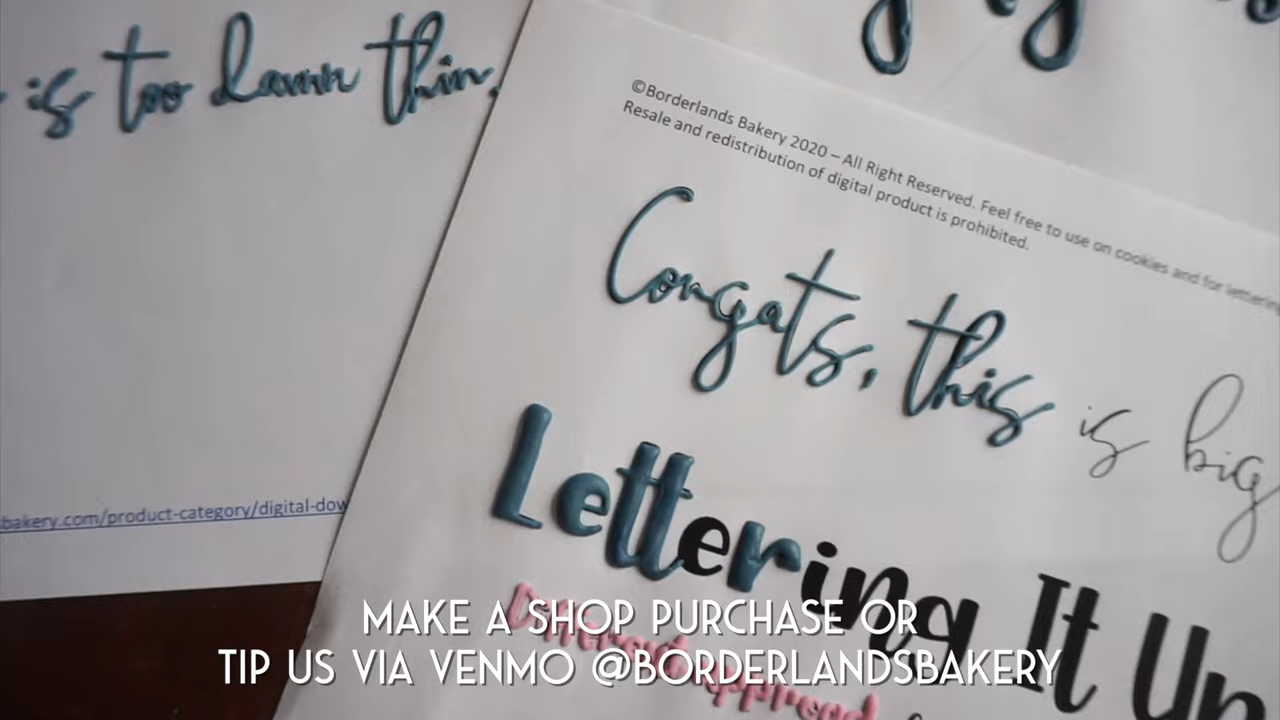 is too damn thin.
©Borderlands Bakery 2020 – All Right Reserved. Feel free to use on cookies and for lettering
Resale and redistribution of digital product is prohibited.
Congats, this is big
Lettering It Up
sbakery.com/product-category/digital-dow
MAKE A SHOP PURCHASE OR
TIP US VIA VENMO @BORDERLANDSBAKERY